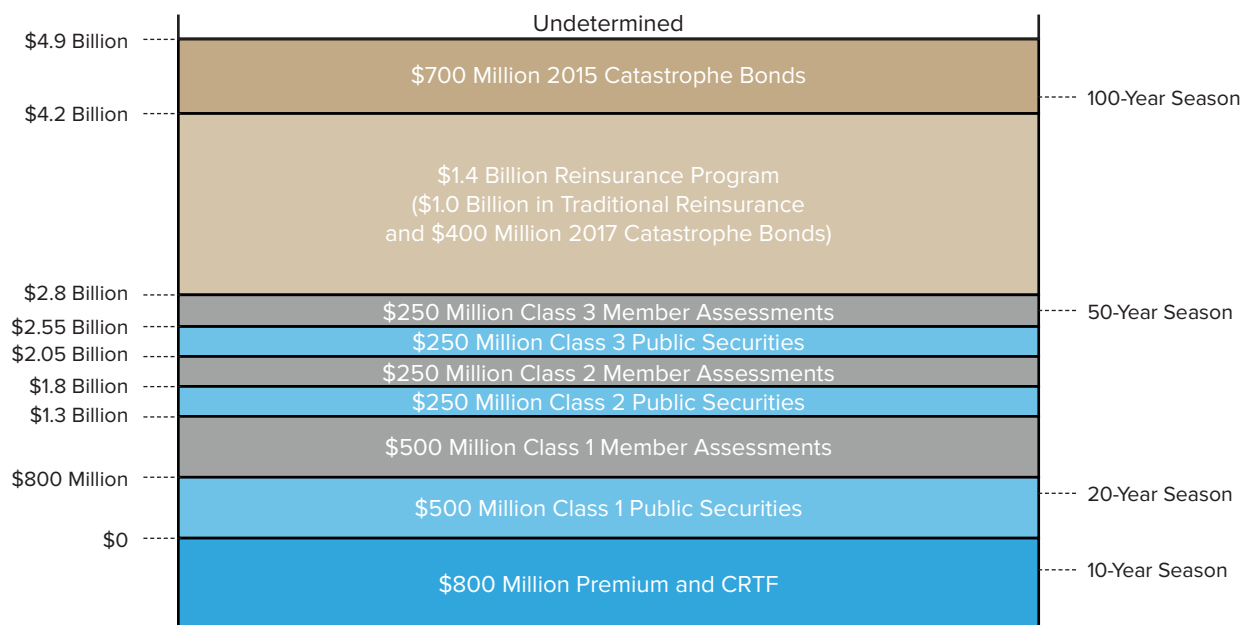 Undetermined
$4.9 Billion
$700 Million 2015 Catastrophe Bonds
100-Year Season
$4.2 Billion
$1.4 Billion Reinsurance Program
($1.0 Billion in Traditional Reinsurance
and $400 Million 2017 Catastrophe Bonds)
$2.8 Billion
$250 Million Class 3 Member Assessments
50-Year Season
$2.55 Billion
$250 Million Class 3 Public Securities
$2.05 Billion
$250 Million Class 2 Member Assessments
$1.8 Billion
$250 Million Class 2 Public Securities
$1.3 Billion
$500 Million Class 1 Member Assessments
$800 Million
20-Year Season
$500 Million Class 1 Public Securities
$0
10-Year Season
$800 Million Premium and CRTF